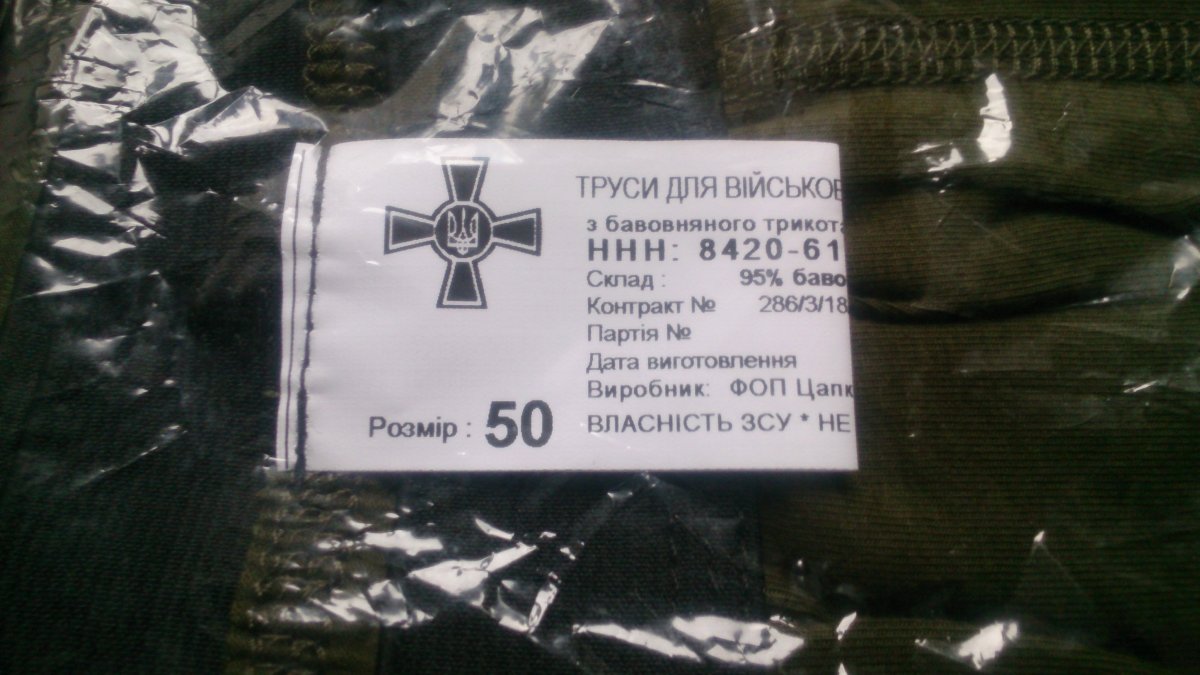 ТРУСИ ДЛЯ ВІЙСЬКОВ
з бавовняного трикота
ННН: 8420-61
Склад : 95% баво
Контракт № 286/3/18
Партія №
Дата виготовлення
Виробник: ФОП Цапк
Розмір : 50
ВЛАСНІСТЬ ЗСУ * НЕ